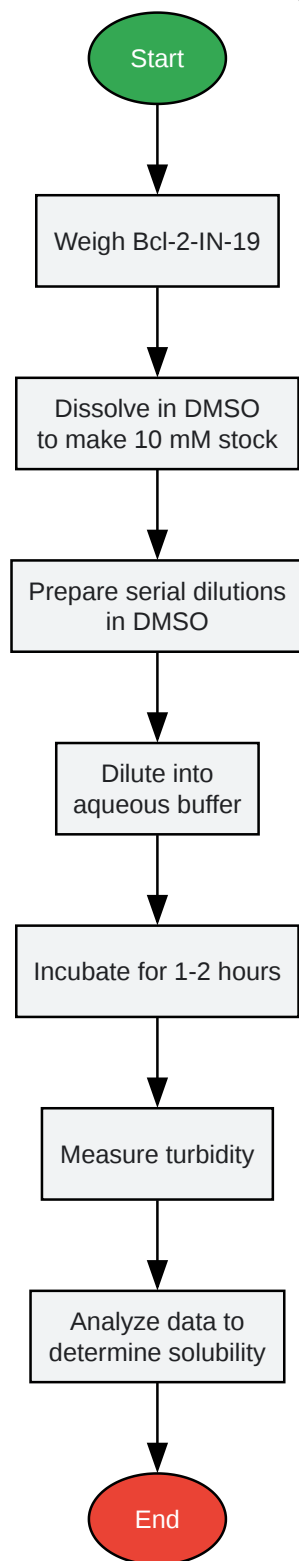 Start
Weigh Bcl-2-IN-19
Dissolve in DMSO
to make 10 mM stock
Prepare serial dilutions
in DMSO
Dilute into
aqueous buffer
Incubate for 1-2 hours
Measure turbidity
Analyze data to
determine solubility
End